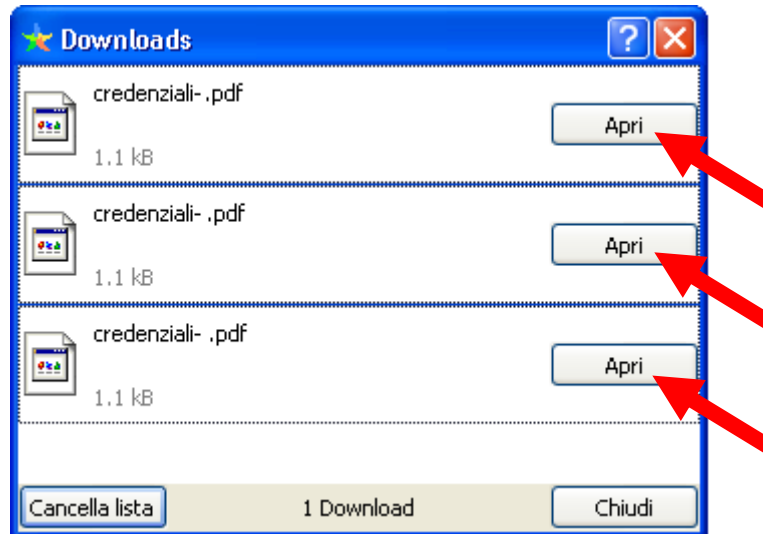 Downloads
credenziali- .pdf
Apri
1.1 kB
credenziali- .pdf
Apri
1.1 kB
credenziali- .pdf
Apri
1.1 kB
Cancella lista 1 Download Chiudi